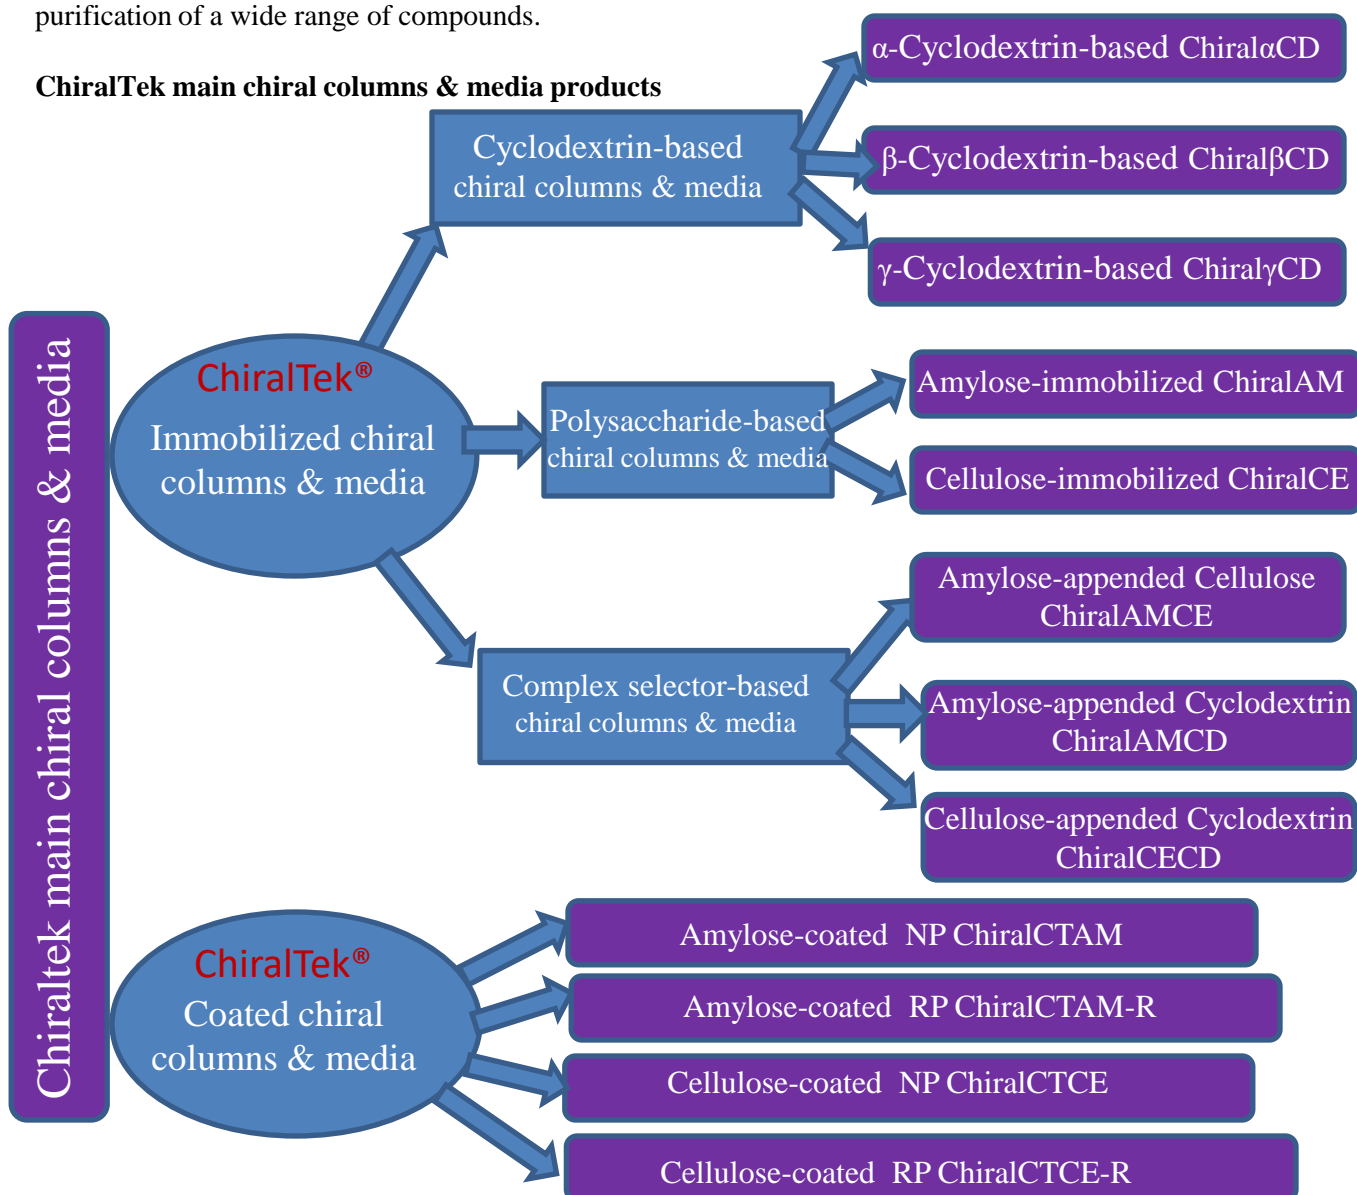 purification of a wide range of compounds.
ChiralTek main chiral columns & media products
Chiraltek main chiral columns & media
ChiralTek®
Immobilized chiral
columns & media
Cyclodextrin-based
chiral columns & media
α-Cyclodextrin-based ChiralαCD
β-Cyclodextrin-based ChiralβCD
γ-Cyclodextrin-based ChiralγCD
Polysaccharide-based
chiral columns & media
Amylose-immobilized ChiralAM
Cellulose-immobilized ChiralCE
Complex selector-based
chiral columns & media
Amylose-appended Cellulose
ChiralAMCE
Amylose-appended Cyclodextrin
ChiralAMCD
Cellulose-appended Cyclodextrin
ChiralCECD
ChiralTek®
Coated chiral
columns & media
Amylose-coated NP ChiralCTAM
Amylose-coated RP ChiralCTAM-R
Cellulose-coated NP ChiralCTCE
Cellulose-coated RP ChiralCTCE-R